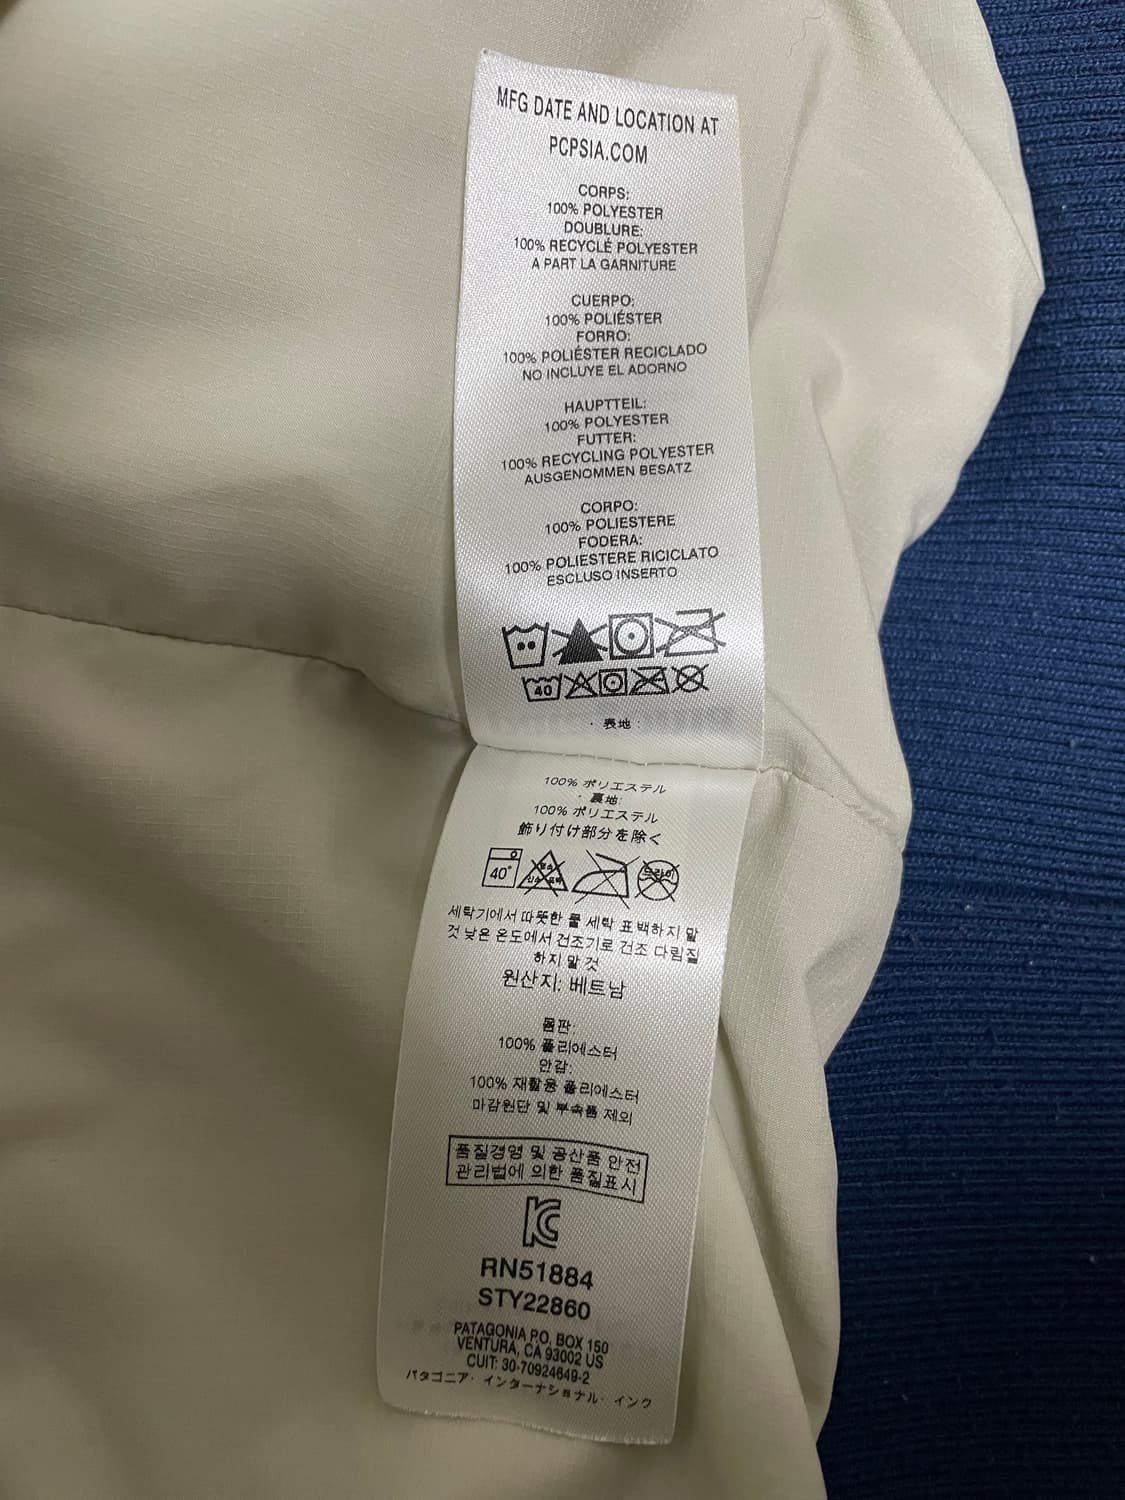 MFG DATE AND LOCATION AT
PCPSIA.COM
CORPS:
100% POLYESTER
DOUBLURE:
100% RECYCLÉ POLYESTER
A PART LA GARNITURE
CUERPO:
100% POLIÉSTER
FORRO:
100% POLIÉSTER RECICLADO
NO INCLUYE EL ADORNO
HAUPTTEIL:
100% POLYESTER
FUTTER:
100% RECYCLING POLYESTER
AUSGENOMMEN BESATZ
CORPO:
100% POLIESTERE
FODERA:
100% POLIESTERE RICICLATO
ESCLUSO INSERTO
40
· 表地:
100% ポリエステル
· 裏地:
100% ポリエステル
飾り付け部分を除く
40°
드라이
세탁기에서 따뜻한 물 세탁 표백하지 말
것 낮은 온도에서 건조기로 건조 다림질
하지 말 것
원산지: 베트남
몸판:
100% 폴리에스터
안감:
100% 재활용 폴리에스터
마감원단 및 부속품 제외
품질경영 및 공산품 안전
관리법에 의한 품질표시
RN51884
STY22860
PATAGONIA P.O. BOX 150
VENTURA, CA 93002 US
CUIT: 30-70924649-2
パタゴニア· インターナショナル· インク